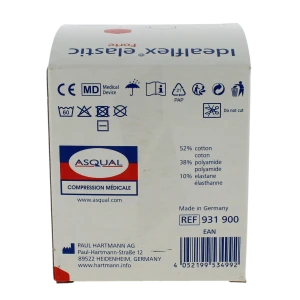 Idealflex® elastic
Forte
CE MD Medical Device
21 PAP
60
Do not cut
ASQUAL
COMPRESSION MÉDICALE
www.asqual.com
52% cotton
coton
38% polyamide
polyamide
10% elastane
élasthanne
Made in Germany
REF 931 900
EAN
PAUL HARTMANN AG
Paul-Hartmann-Straße 12
89522 HEIDENHEIM, GERMANY
www.hartmann.info
4 052199 534992